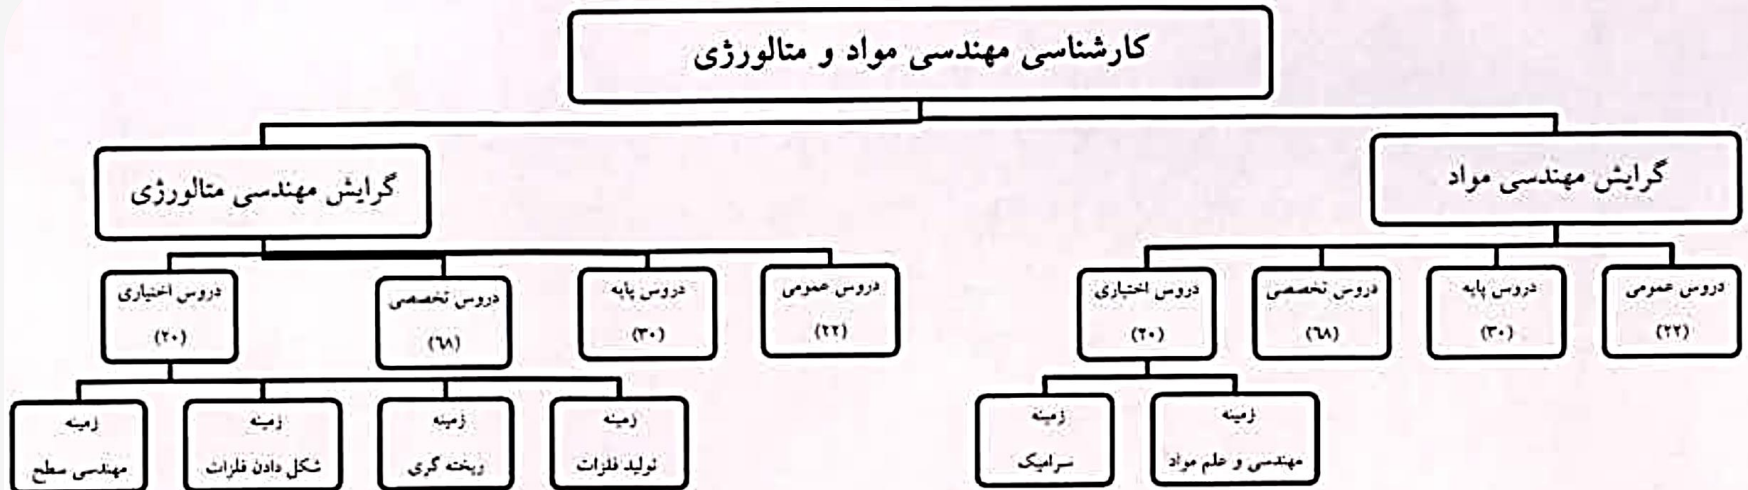 کارشناسی مهندسی مواد و متالورژی
گرایش مهندسی مواد
گرایش مهندسی متالورژی
دروس عمومی
(۲۲)
دروس پایه
(۳۰)
دروس تخصصی
(۶۸)
دروس اختیاری
(۲۰)
زمینه
مهندسی و علم مواد
زمینه
سرامیک
دروس عمومی
(۲۲)
دروس پایه
(۳۰)
دروس تخصصی
(۶۸)
دروس اختیاری
(۲۰)
زمینه
تولید فلزات
زمینه
ریخته گری
زمینه
شکل دادن فلزات
زمینه
مهندسی سطح